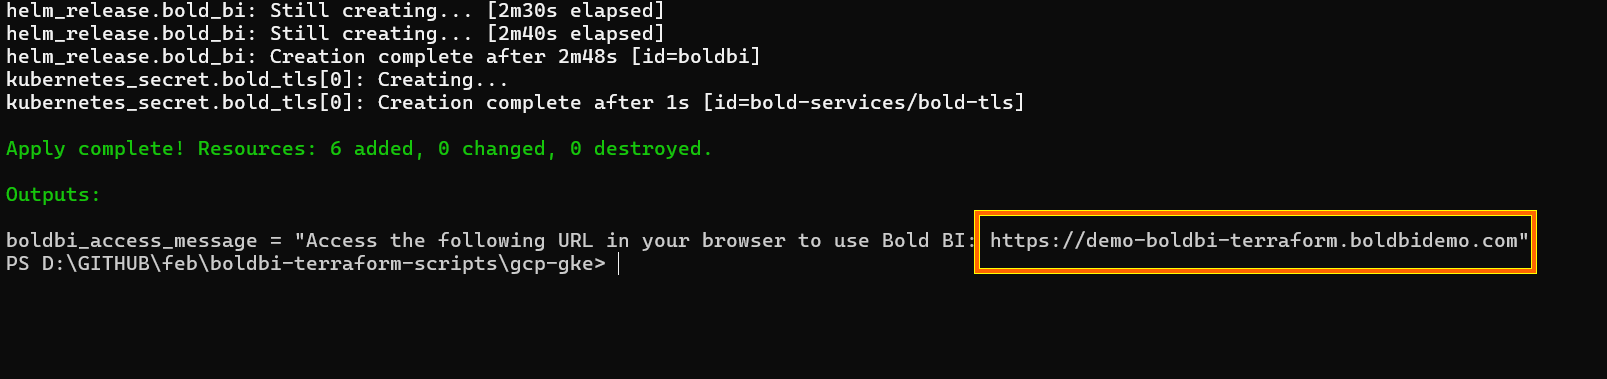 helm_release.bold_bi: Still creating... [2m30s elapsed]
helm_release.bold_bi: Still creating... [2m40s elapsed]
helm_release.bold_bi: Creation complete after 2m48s [id=boldbi]
kubernetes_secret.bold_tls[0]: Creating...
kubernetes_secret.bold_tls[0]: Creation complete after 1s [id=bold-services/bold-tls]
Apply complete! Resources: 6 added, 0 changed, 0 destroyed.
Outputs:
boldbi_access_message = "Access the following URL in your browser to use Bold BI: https://demo-boldbi-terraform.boldbidemo.com"
PS D:\GITHUB\feb\boldbi-terraform-scripts\gcp-gke>